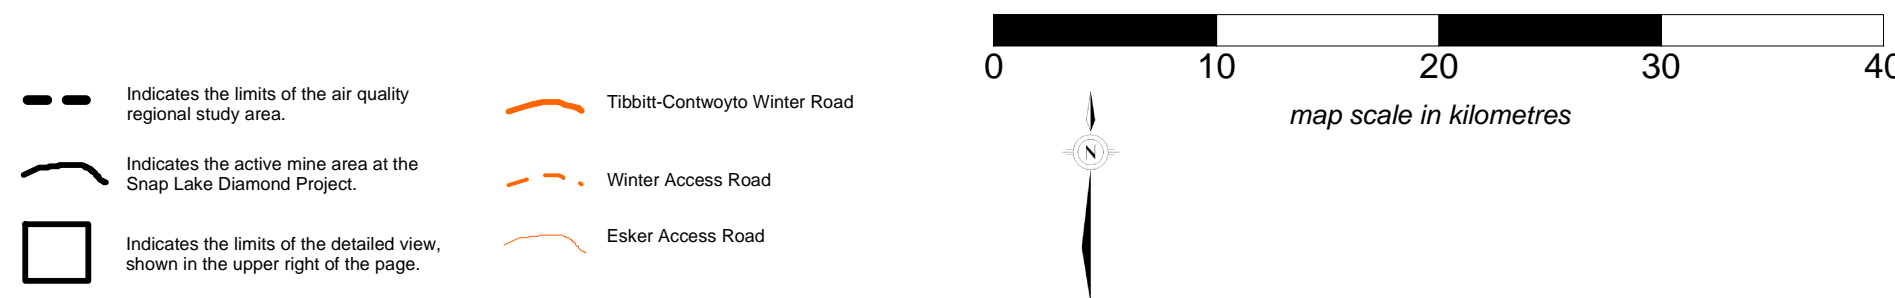 Indicates the limits of the air quality
regional study area.
Indicates the active mine area at the
Snap Lake Diamond Project.
Indicates the limits of the detailed view,
shown in the upper right of the page.
Tibbitt-Contwoyto Winter Road
Winter Access Road
Esker Access Road
0 10 20 30 40
map scale in kilometres
N